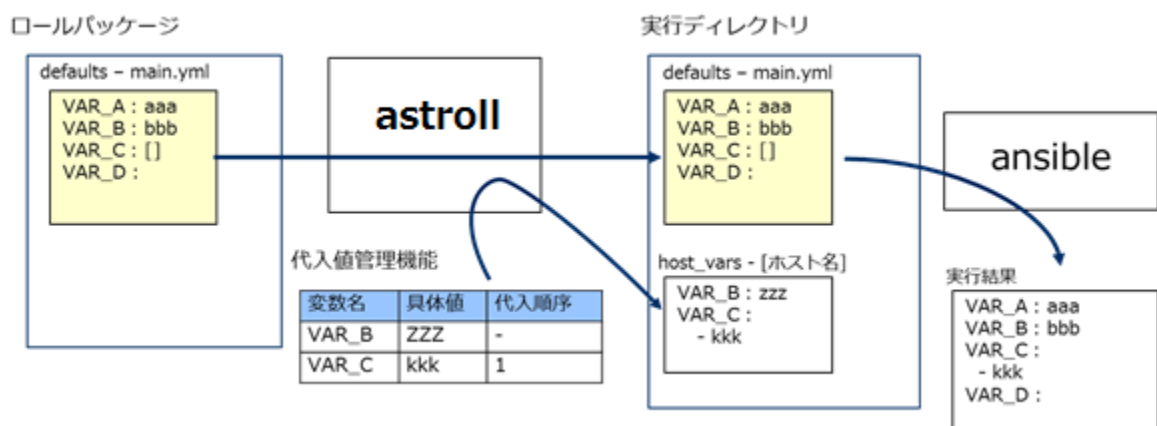 ロールパッケージ
defaults – main.yml
VAR_A : aaa
VAR_B : bbb
VAR_C : []
VAR_D :
astroll
代入値管理機能
変数名 具体値 代入順序
VAR_B ZZZ -
VAR_C kkk 1
実行ディレクトリ
defaults – main.yml
VAR_A : aaa
VAR_B : bbb
VAR_C : []
VAR_D :
host_vars - [ホスト名]
VAR_B : zzz
VAR_C :
- kkk
ansible
実行結果
VAR_A : aaa
VAR_B : bbb
VAR_C :
- kkk
VAR_D :